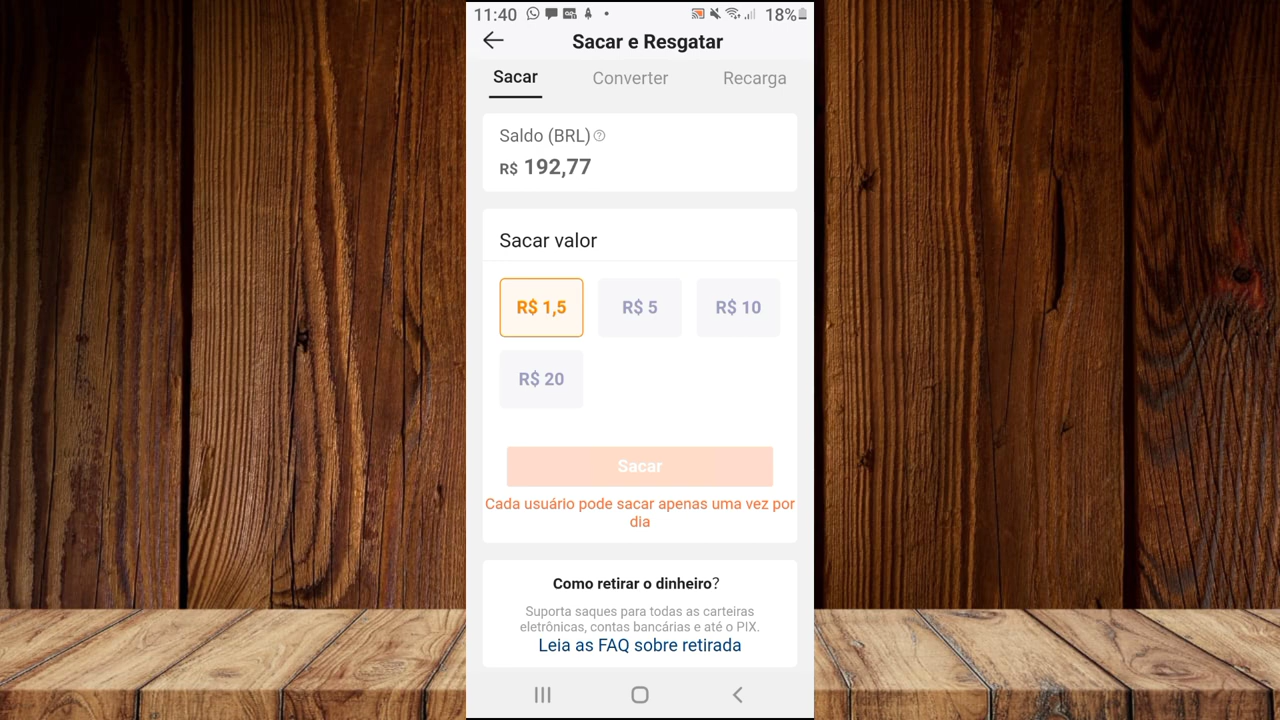 11:40
18%
Sacar e Resgatar
Sacar
Converter
Recarga
Saldo (BRL)
R$ 192,77
Sacar valor
R$ 1,5
R$ 5
R$ 10
R$ 20
Sacar
Cada usuário pode sacar apenas uma vez por
dia
Como retirar o dinheiro?
Suporta saques para todas as carteiras
eletrônicas, contas bancárias e até o PIX.
Leia as FAQ sobre retirada